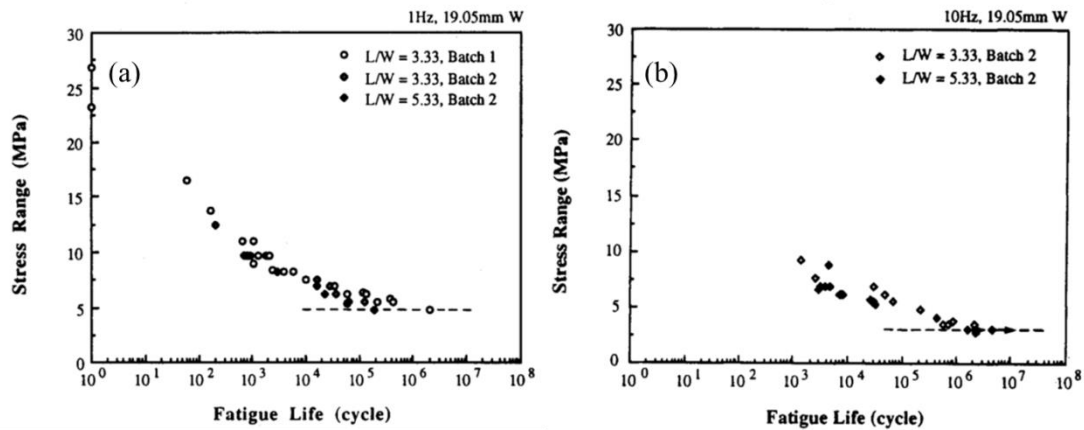 1Hz, 19.05mm W
30
25
20
15
10
5
0
Stress Range (MPa)
(a)
L/W = 3.33, Batch 1
L/W = 3.33, Batch 2
L/W = 5.33, Batch 2
10^0 10^1 10^2 10^3 10^4 10^5 10^6 10^7 10^8
Fatigue Life (cycle)
10Hz, 19.05mm W
30
25
20
15
10
5
0
Stress Range (MPa)
(b)
L/W = 3.33, Batch 2
L/W = 5.33, Batch 2
10^0 10^1 10^2 10^3 10^4 10^5 10^6 10^7 10^8
Fatigue Life (cycle)